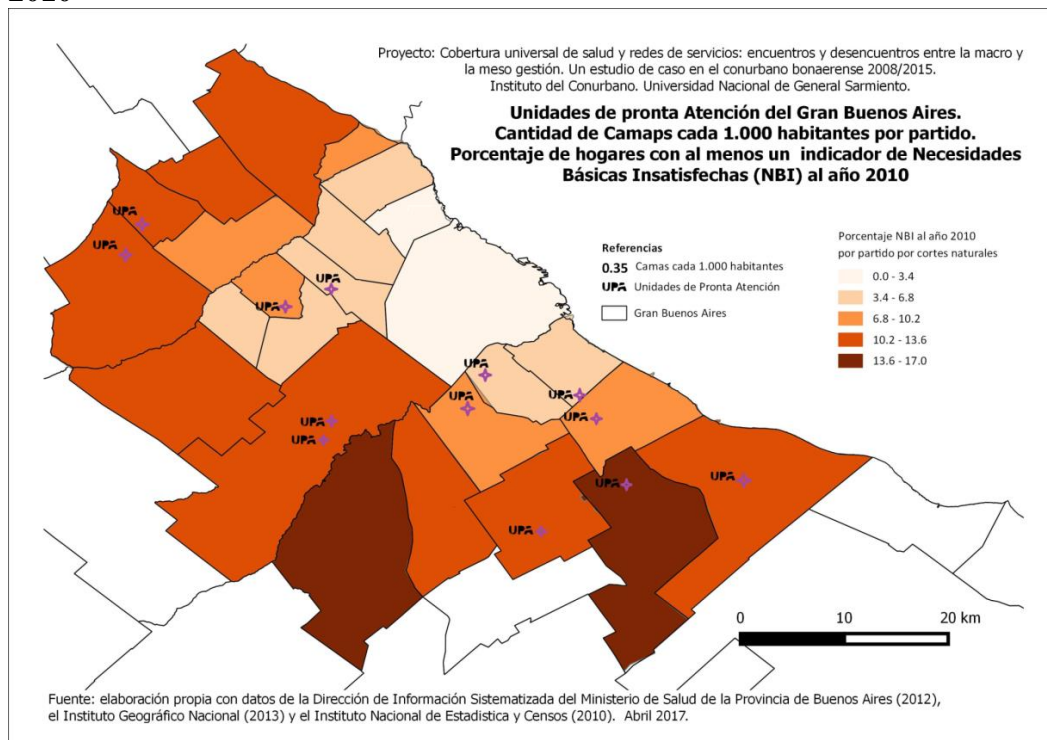 2010
Proyecto: Cobertura universal de salud y redes de servicios: encuentros y desencuentros entre la macro y
la meso gestión. Un estudio de caso en el conurbano bonaerense 2008/2015.
Instituto del Conurbano. Universidad Nacional de General Sarmiento.
Unidades de pronta Atención del Gran Buenos Aires.
Cantidad de Camaps cada 1.000 habitantes por partido.
Porcentaje de hogares con al menos un indicador de Necesidades
Básicas Insatisfechas (NBI) al año 2010
Referencias
0.35 Camas cada 1.000 habitantes
UPA Unidades de Pronta Atención
Gran Buenos Aires
Porcentaje NBI al año 2010
por partido por cortes naturales
0.0 - 3.4
3.4 - 6.8
6.8 - 10.2
10.2 - 13.6
13.6 - 17.0
UPA
UPA
UPA
UPA
UPA
UPA
UPA
UPA
UPA
UPA
UPA
UPA
UPA
0 10 20 km
Fuente: elaboración propia con datos de la Dirección de Información Sistematizada del Ministerio de Salud de la Provincia de Buenos Aires (2012),
el Instituto Geográfico Nacional (2013) y el Instituto Nacional de Estadistica y Censos (2010). Abril 2017.